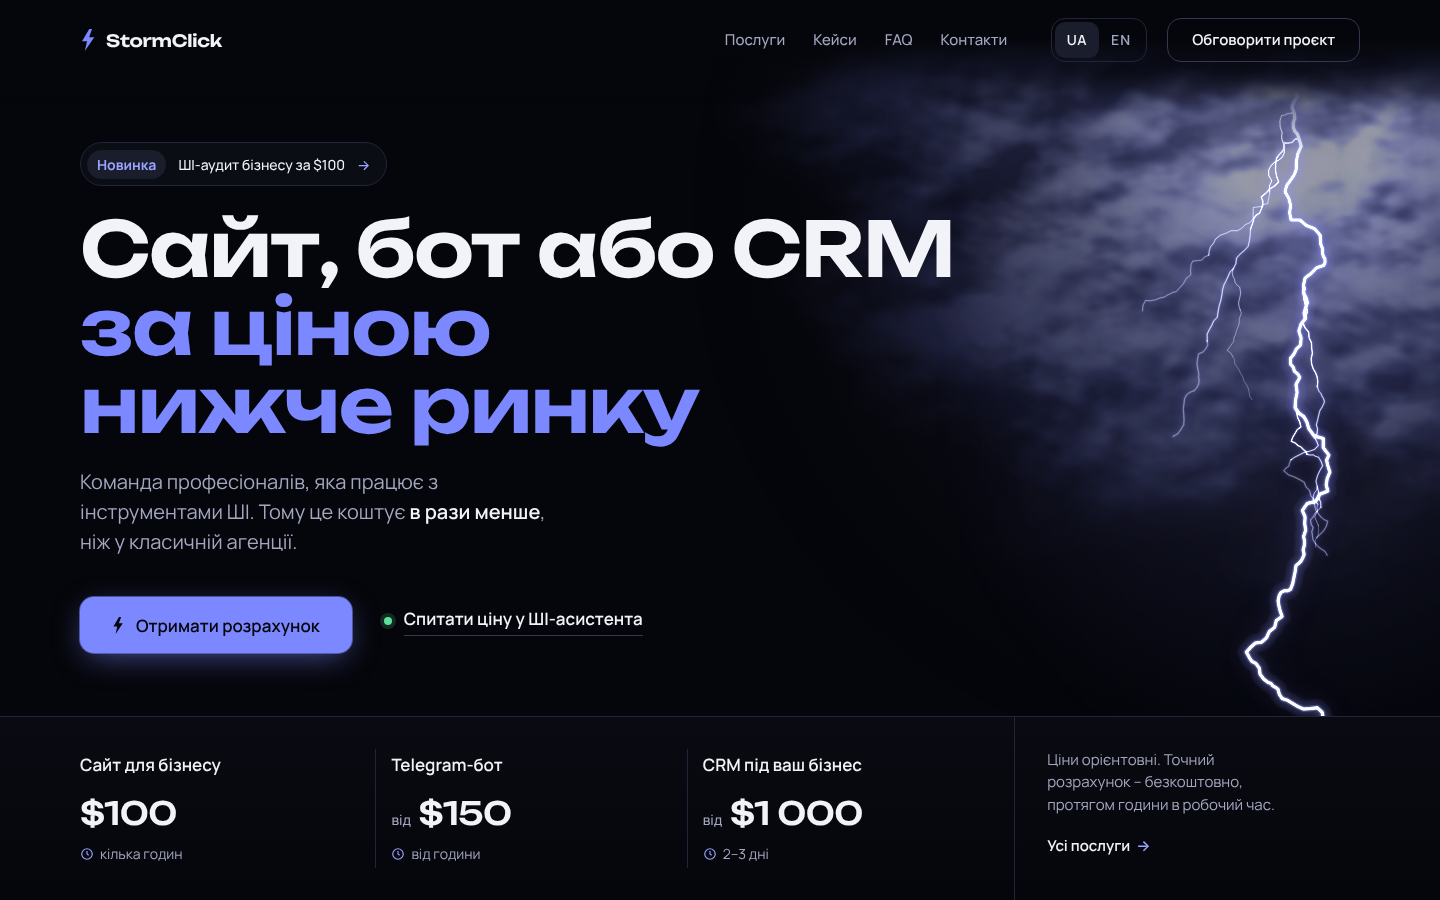 StormClick
Послуги
Кейси
FAQ
Контакти
UA
EN
Обговорити проєкт
Новинка
ШІ-аудит бізнесу за $100 →
Сайт, бот або CRM
за ціною
нижче ринку
Команда професіоналів, яка працює з
інструментами ШІ. Тому це коштує в рази менше,
ніж у класичній агенції.
Отримати розрахунок
Спитати ціну у ШІ-асистента
Сайт для бізнесу
$100
кілька годин
Telegram-бот
від $150
від години
CRM під ваш бізнес
від $1 000
2–3 дні
Ціни орієнтовні. Точний
розрахунок – безкоштовно,
протягом години в робочий час.
Усі послуги →